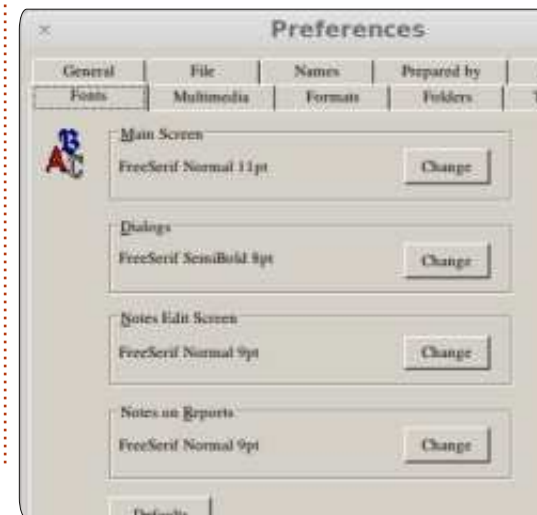 Preferences
General File Names Prepared by
Fonts Multimedia Formats Folders
Main Screen
FreeSerif Normal 11pt Change
Dialogs
FreeSerif SemiBold 8pt Change
Notes Edit Screen
FreeSerif Normal 9pt Change
Notes on Reports
FreeSerif Normal 9pt Change
Defaults